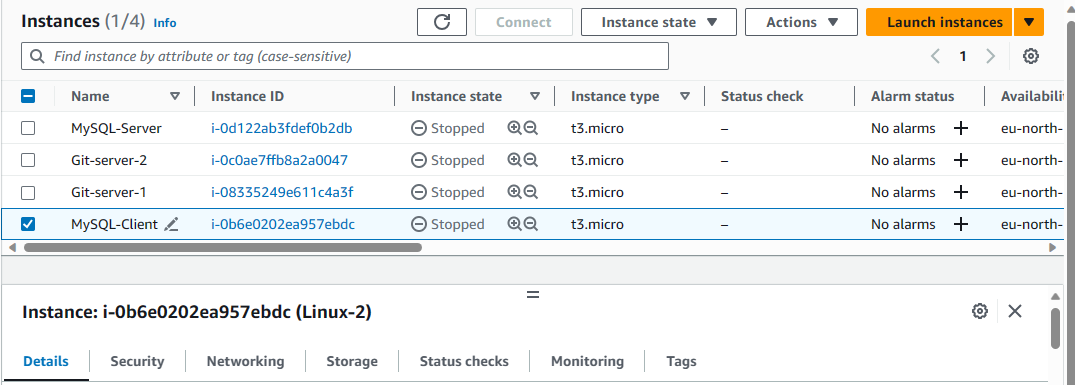 Instances (1/4) Info Connect Instance state Actions Launch instances
Find instance by attribute or tag (case-sensitive) 1
Name Instance ID Instance state Instance type Status check Alarm status Availabili
MySQL-Server i-0d122ab3fdef0b2db Stopped t3.micro – No alarms + eu-north-
Git-server-2 i-0c0ae7ffb8a2a0047 Stopped t3.micro – No alarms + eu-north-
Git-server-1 i-08335249e611c4a3f Stopped t3.micro – No alarms + eu-north-
MySQL-Client i-0b6e0202ea957ebdc Stopped t3.micro – No alarms + eu-north-
Instance: i-0b6e0202ea957ebdc (Linux-2)
Details Security Networking Storage Status checks Monitoring Tags